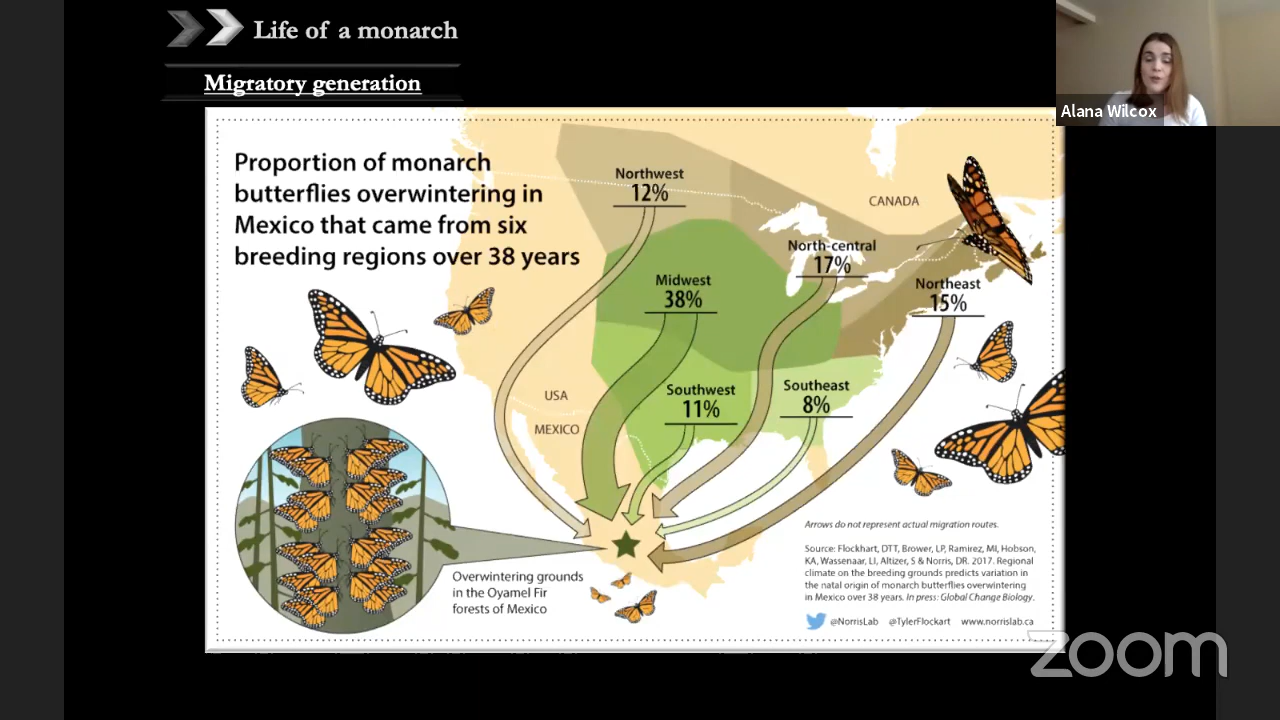 Life of a monarch
Migratory generation
Alana Wilcox
Proportion of monarch
butterflies overwintering in
Mexico that came from six
breeding regions over 38 years
Northwest
12%
CANADA
North-central
17%
Midwest
38%
Northeast
15%
USA
MEXICO
Southwest
11%
Southeast
8%
Overwintering grounds
in the Oyamel Fir
forests of Mexico
Arrows do not represent actual migration routes.
Source: Flockhart, DTT, Brower, LP, Ramirez, MI, Hobson,
KA, Wassenaar, LI, Altizer, S & Norris, DR. 2017. Regional
climate on the breeding grounds predicts variation in
the natal origin of monarch butterflies overwintering
in Mexico over 38 years. In press: Global Change Biology.
@NorrisLab @TylerFlockart www.norrislab.ca
zoom